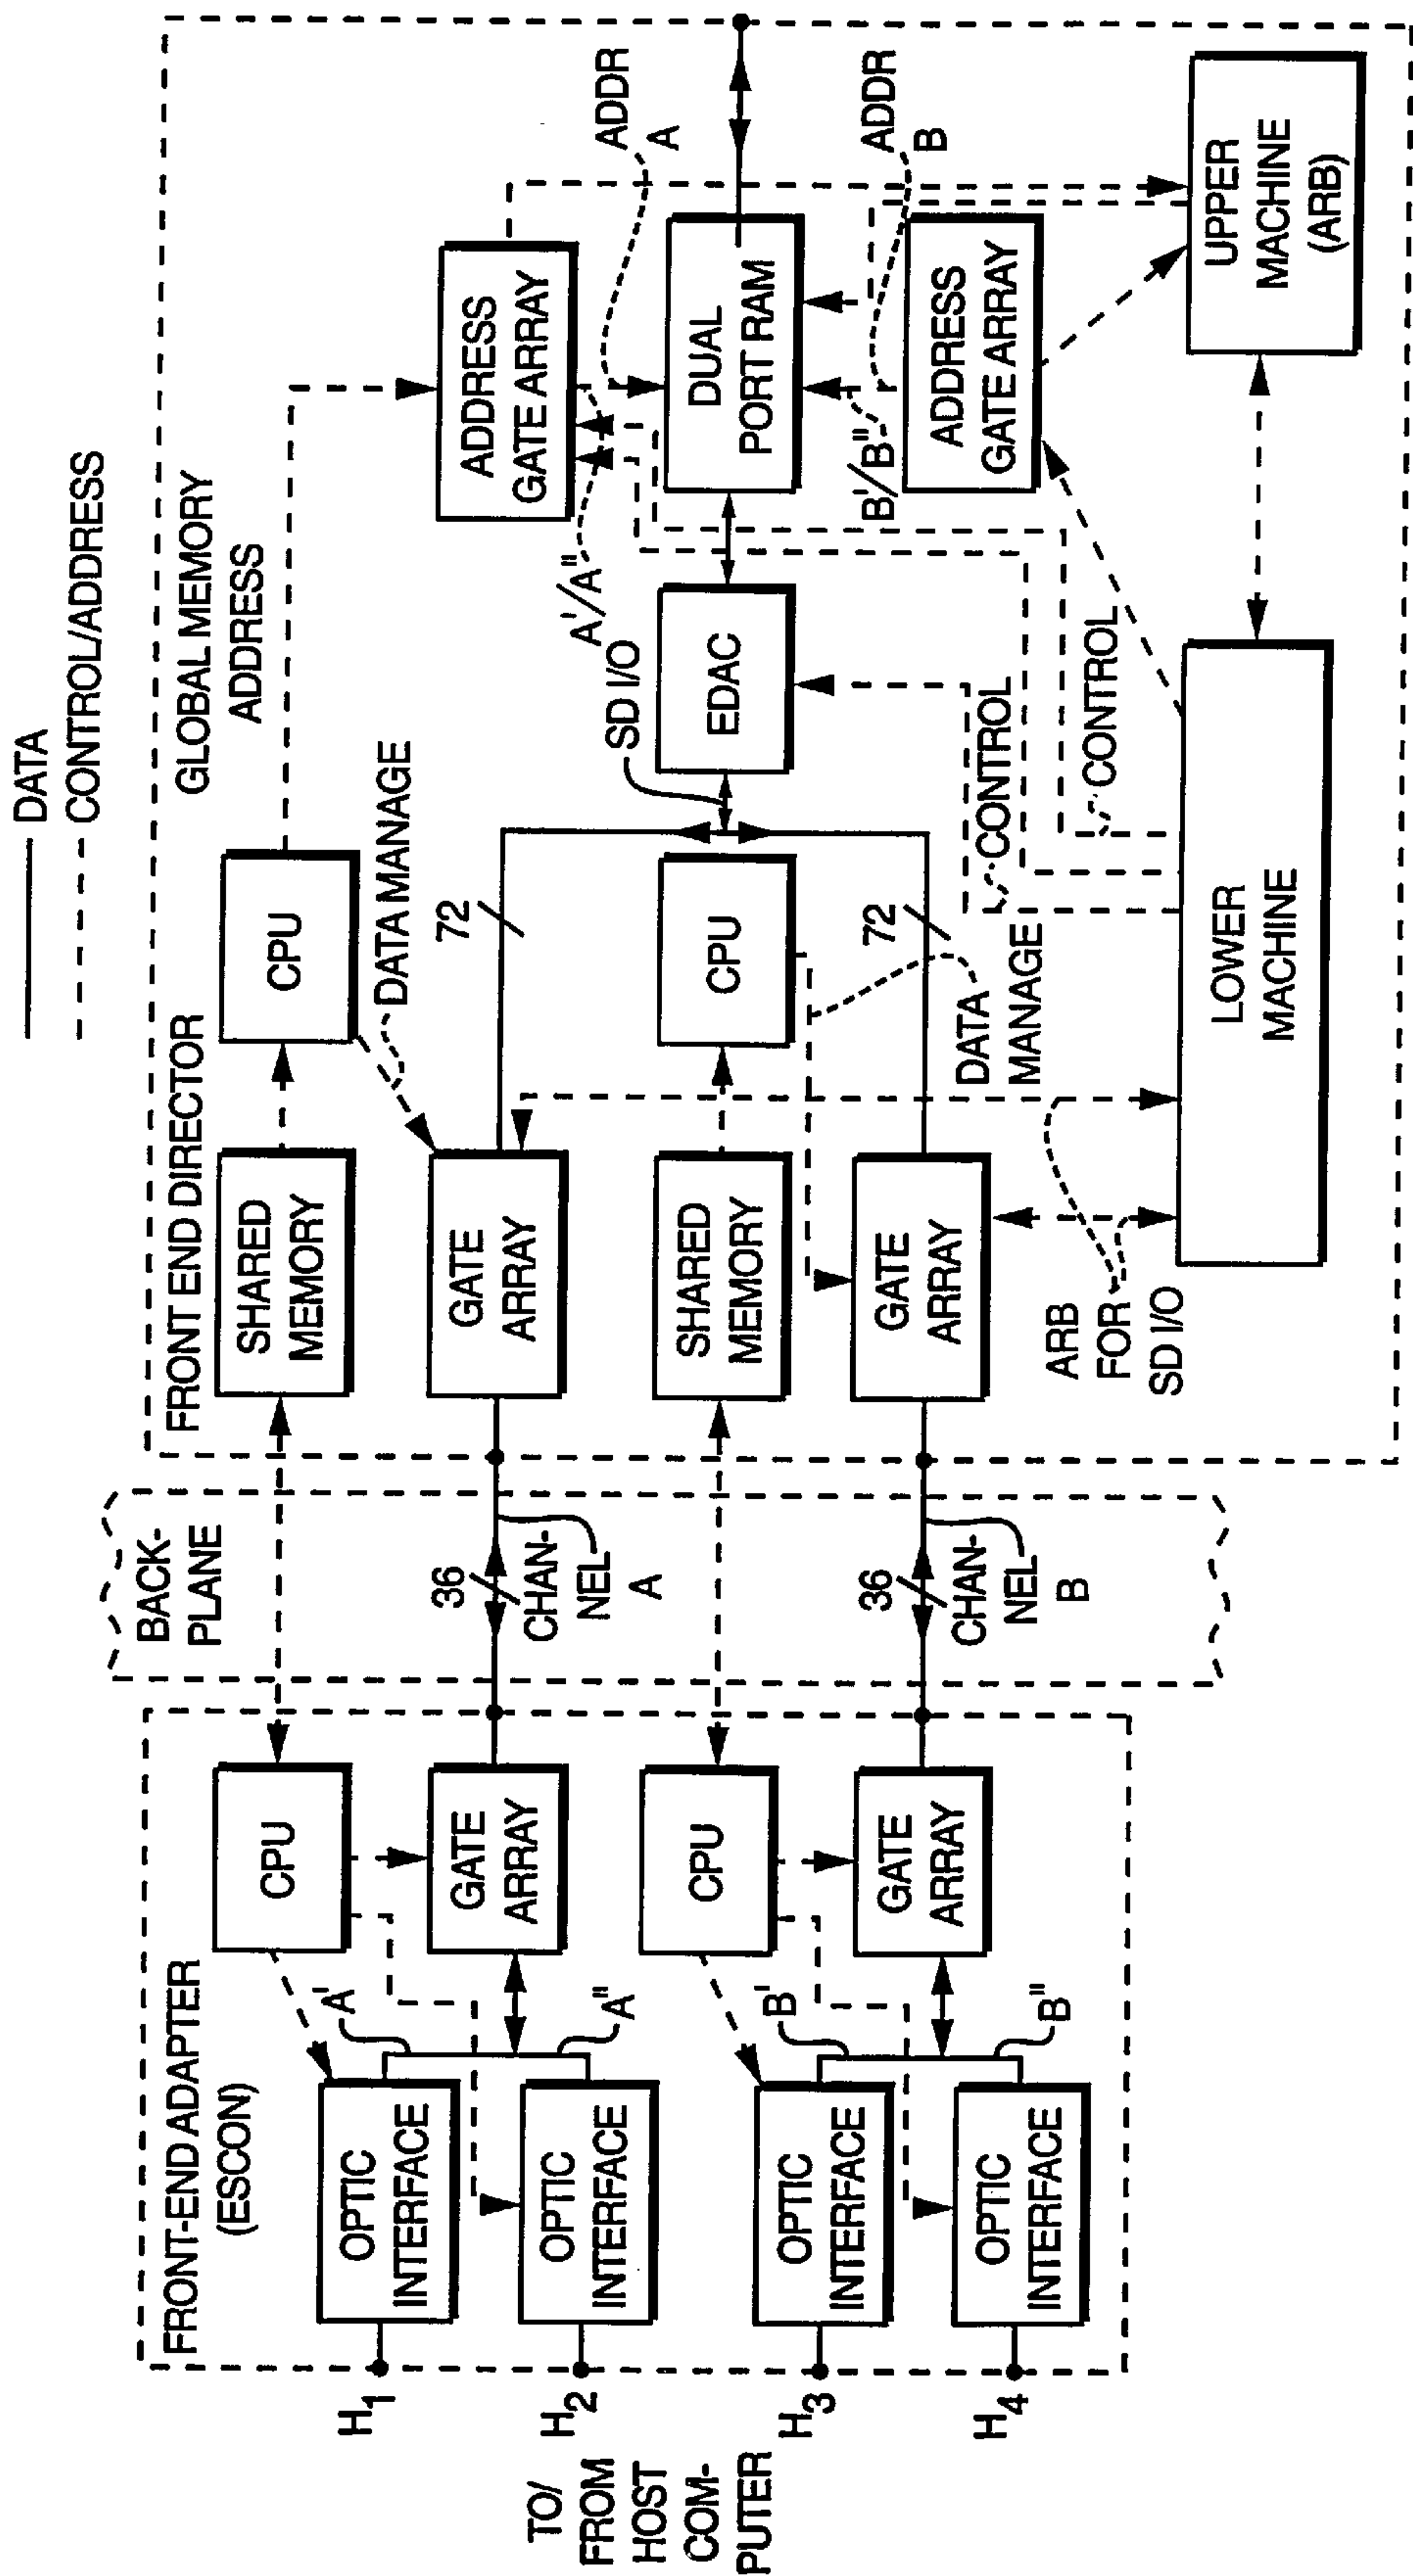 DATA
CONTROL/ADDRESS
FRONT-END ADAPTER
(ESCON)
TO/
FROM
HOST
COM-
PUTER
H1
H2
H3
H4
OPTIC
INTERFACE
OPTIC
INTERFACE
OPTIC
INTERFACE
OPTIC
INTERFACE
A'
A"
B'
B"
CPU
GATE
ARRAY
CPU
GATE
ARRAY
BACK-
PLANE
36
CHAN-
NEL
A
36
CHAN-
NEL
B
FRONT END DIRECTOR
SHARED
MEMORY
GATE
ARRAY
SHARED
MEMORY
GATE
ARRAY
ARB
FOR
SD I/O
CPU
DATA MANAGE
72
CPU
72
DATA
MANAGE
LOWER
MACHINE
GLOBAL MEMORY
ADDRESS
SD I/O
EDAC
CONTROL
CONTROL
A'/A"
B'/B"
ADDRESS
GATE ARRAY
DUAL
PORT RAM
ADDRESS
GATE ARRAY
ADDR
A
ADDR
B
UPPER
MACHINE
(ARB)